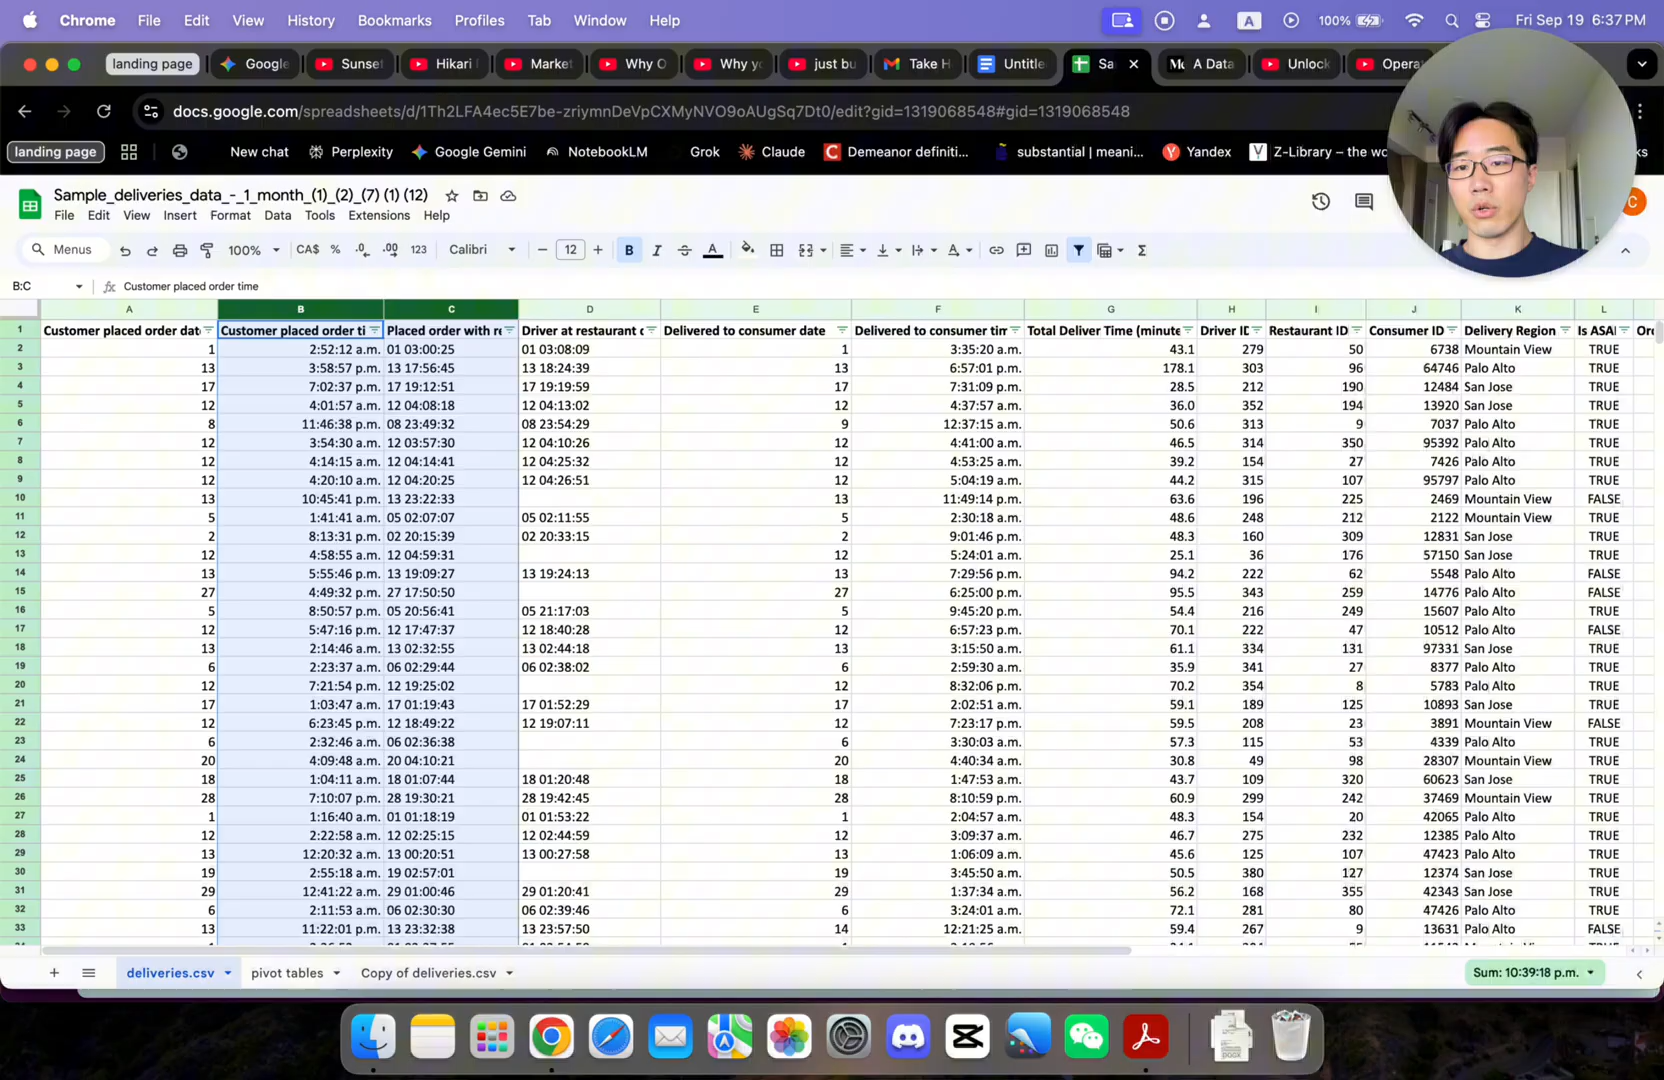 Chrome File Edit View History Bookmarks Profiles Tab Window Help A 100% Fri Sep 19 6:37 PM
landing page Google Sunset Hikari Market Why O Why yo just bu Take H Untitle Sa A Data Unlock Opera
docs.google.com/spreadsheets/d/1Th2LFA4ec5E7be-zriymnDeVpCXMyNVO9oAUgSq7Dt0/edit?gid=1319068548#gid=1319068548
landing page New chat Perplexity Google Gemini NotebookLM Grok Claude Demeanor definiti... substantial | meani... Yandex Z-Library – the wo ks
Sample_deliveries_data_-_1_month_(1)_(2)_(7) (1) (12)
File Edit View Insert Format Data Tools Extensions Help C
Menus 100% CA$ % .0 .00 123 Calibri 12 B I S A Σ
B:C fx Customer placed order time
A B C D E F G H I J K L
1 Customer placed order date Customer placed order ti Placed order with re Driver at restaurant d Delivered to consumer date Delivered to consumer tim Total Deliver Time (minute Driver ID Restaurant ID Consumer ID Delivery Region Is ASAP Ord
2 1 2:52:12 a.m. 01 03:00:25 01 03:08:09 1 3:35:20 a.m. 43.1 279 50 6738 Mountain View TRUE
3 13 3:58:57 p.m. 13 17:56:45 13 18:24:39 13 6:57:01 p.m. 178.1 303 96 64746 Palo Alto TRUE
4 17 7:02:37 p.m. 17 19:12:51 17 19:19:59 17 7:31:09 p.m. 28.5 212 190 12484 San Jose TRUE
5 12 4:01:57 a.m. 12 04:08:18 12 04:13:02 12 4:37:57 a.m. 36.0 352 194 13920 San Jose TRUE
6 8 11:46:38 p.m. 08 23:49:32 08 23:54:29 9 12:37:15 a.m. 50.6 313 9 7037 Palo Alto TRUE
7 12 3:54:30 a.m. 12 03:57:30 12 04:10:26 12 4:41:00 a.m. 46.5 314 350 95392 Palo Alto TRUE
8 12 4:14:15 a.m. 12 04:14:41 12 04:25:32 12 4:53:25 a.m. 39.2 154 27 7426 Palo Alto TRUE
9 12 4:20:10 a.m. 12 04:20:25 12 04:26:51 12 5:04:19 a.m. 44.2 315 107 95797 Palo Alto TRUE
10 13 10:45:41 p.m. 13 23:22:33 13 11:49:14 p.m. 63.6 196 225 2469 Mountain View FALSE
11 5 1:41:41 a.m. 05 02:07:07 05 02:11:55 5 2:30:18 a.m. 48.6 248 212 2122 Mountain View TRUE
12 2 8:13:31 p.m. 02 20:15:39 02 20:33:15 2 9:01:46 p.m. 48.3 160 309 12831 San Jose TRUE
13 12 4:58:55 a.m. 12 04:59:31 12 5:24:01 a.m. 25.1 36 176 57150 San Jose TRUE
14 13 5:55:46 p.m. 13 19:09:27 13 19:24:13 13 7:29:56 p.m. 94.2 222 62 5548 Palo Alto FALSE
15 27 4:49:32 p.m. 27 17:50:50 27 6:25:00 p.m. 95.5 343 259 14776 Palo Alto FALSE
16 5 8:50:57 p.m. 05 20:56:41 05 21:17:03 5 9:45:20 p.m. 54.4 216 249 15607 Palo Alto TRUE
17 12 5:47:16 p.m. 12 17:47:37 12 18:40:28 12 6:57:23 p.m. 70.1 222 47 10512 Palo Alto FALSE
18 13 2:14:46 a.m. 13 02:32:55 13 02:44:18 13 3:15:50 a.m. 61.1 334 131 97331 San Jose TRUE
19 6 2:23:37 a.m. 06 02:29:44 06 02:38:02 6 2:59:30 a.m. 35.9 341 27 8377 Palo Alto TRUE
20 12 7:21:54 p.m. 12 19:25:02 12 8:32:06 p.m. 70.2 354 8 5783 Palo Alto TRUE
21 17 1:03:47 a.m. 17 01:19:43 17 01:52:29 17 2:02:51 a.m. 59.1 189 125 10893 San Jose TRUE
22 12 6:23:45 p.m. 12 18:49:22 12 19:07:11 12 7:23:17 p.m. 59.5 208 23 3891 Mountain View FALSE
23 6 2:32:46 a.m. 06 02:36:38 6 3:30:03 a.m. 57.3 115 53 4339 Palo Alto TRUE
24 20 4:09:48 a.m. 20 04:10:21 20 4:40:34 a.m. 30.8 49 98 28307 Mountain View TRUE
25 18 1:04:11 a.m. 18 01:07:44 18 01:20:48 18 1:47:53 a.m. 43.7 109 320 60623 San Jose TRUE
26 28 7:10:07 p.m. 28 19:30:21 28 19:42:45 28 8:10:59 p.m. 60.9 299 242 37469 Mountain View TRUE
27 1 1:16:40 a.m. 01 01:18:19 01 01:53:22 1 2:04:57 a.m. 48.3 154 20 42065 Palo Alto TRUE
28 12 2:22:58 a.m. 12 02:25:15 12 02:44:59 12 3:09:37 a.m. 46.7 275 232 12385 Palo Alto TRUE
29 13 12:20:32 a.m. 13 00:20:51 13 00:27:58 13 1:06:09 a.m. 45.6 125 107 47423 Palo Alto TRUE
30 19 2:55:18 a.m. 19 02:57:01 19 3:45:50 a.m. 50.5 380 127 12374 San Jose TRUE
31 29 12:41:22 a.m. 29 01:00:46 29 01:20:41 29 1:37:34 a.m. 56.2 168 355 42343 San Jose TRUE
32 6 2:11:53 a.m. 06 02:30:30 06 02:39:46 6 3:24:01 a.m. 72.1 281 80 47426 Palo Alto TRUE
33 13 11:22:01 p.m. 13 23:32:38 13 23:57:50 14 12:21:25 a.m. 59.4 267 9 13631 Palo Alto FALSE
deliveries.csv pivot tables Copy of deliveries.csv Sum: 10:39:18 p.m.